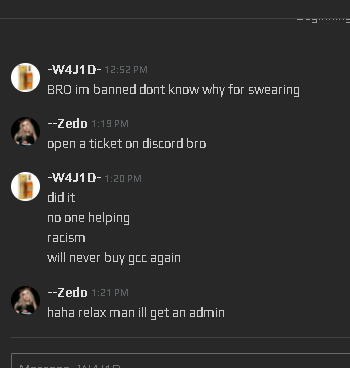 -W4J1D- 12:52 PM
BRO im banned dont know why for swearing
--Zedo 1:19 PM
open a ticket on discord bro
-W4J1D- 1:20 PM
did it
no one helping
racism
will never buy gcc again
--Zedo 1:21 PM
haha relax man ill get an admin